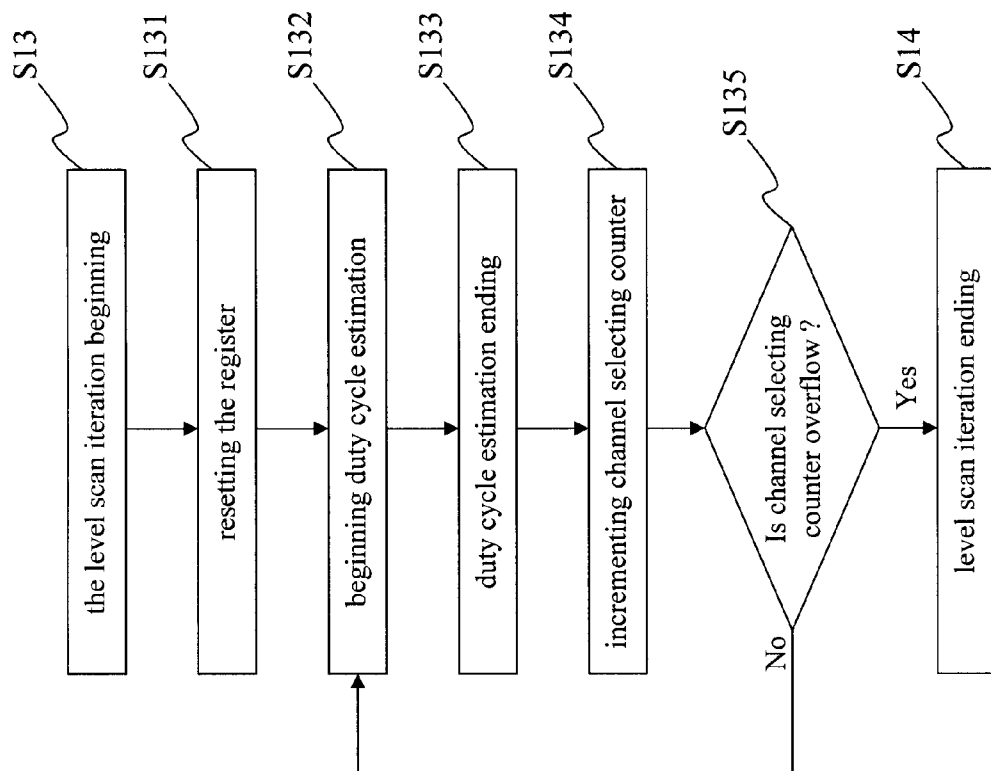 the level scan iteration beginning
S13
resetting the register
S131
beginning duty cycle estimation
S132
duty cycle estimation ending
S133
incrementing channel selecting counter
S134
Is channel selecting
counter overflow ?
S135
No
Yes
level scan iteration ending
S14